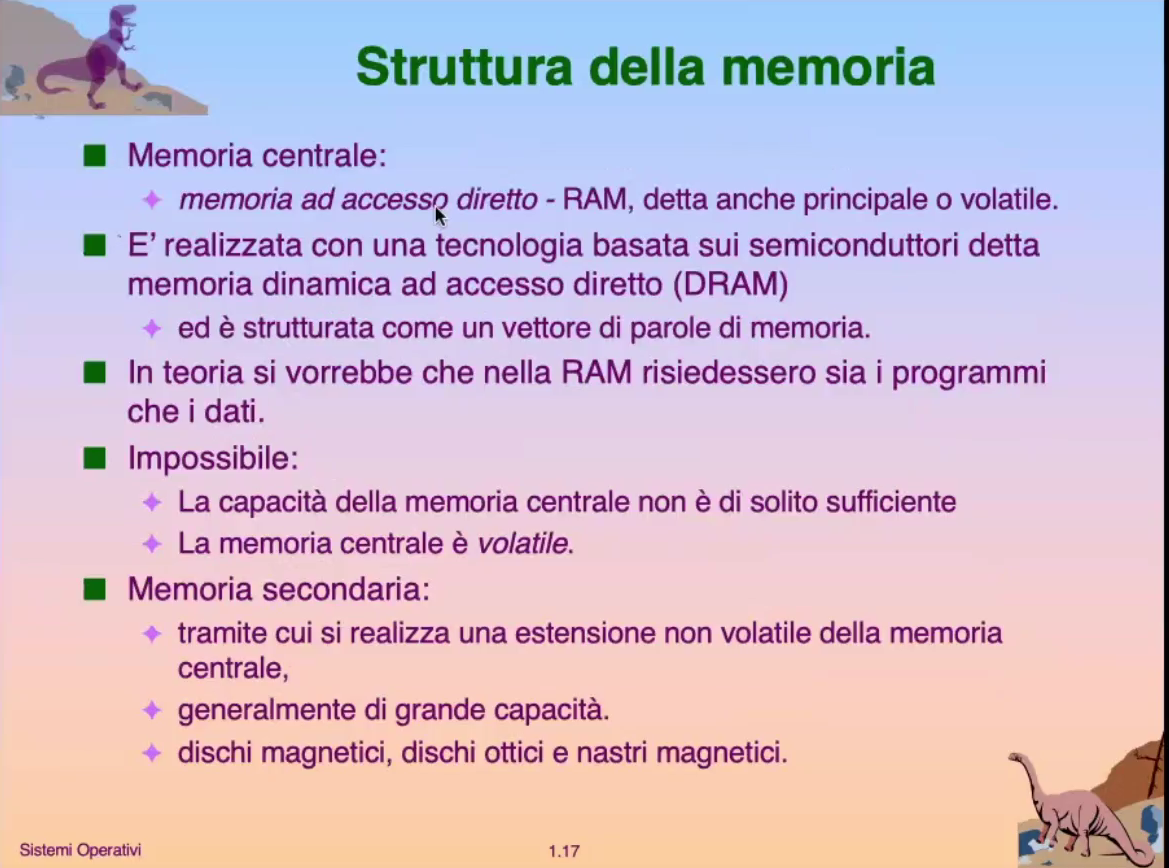 Struttura della memoria
Memoria centrale:
memoria ad accesso diretto - RAM, detta anche principale o volatile.
E’ realizzata con una tecnologia basata sui semiconduttori detta
memoria dinamica ad accesso diretto (DRAM)
ed è strutturata come un vettore di parole di memoria.
In teoria si vorrebbe che nella RAM risiedessero sia i programmi
che i dati.
Impossibile:
La capacità della memoria centrale non è di solito sufficiente
La memoria centrale è volatile.
Memoria secondaria:
tramite cui si realizza una estensione non volatile della memoria
centrale,
generalmente di grande capacità.
dischi magnetici, dischi ottici e nastri magnetici.
Sistemi Operativi
1.17